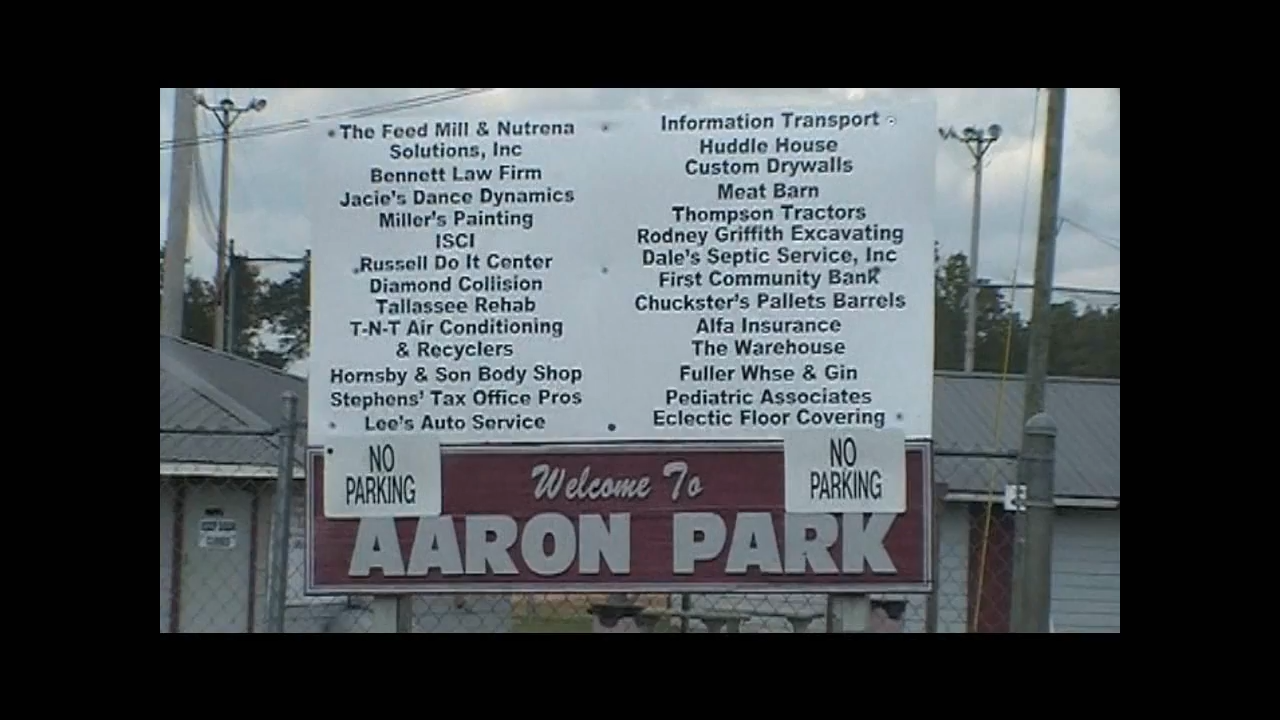 The Feed Mill & Nutrena
Solutions, Inc
Bennett Law Firm
Jacie's Dance Dynamics
Miller's Painting
ISCI
Russell Do It Center
Diamond Collision
Tallassee Rehab
T-N-T Air Conditioning
& Recyclers
Hornsby & Son Body Shop
Stephens' Tax Office Pros
Lee's Auto Service
Information Transport
Huddle House
Custom Drywalls
Meat Barn
Thompson Tractors
Rodney Griffith Excavating
Dale's Septic Service, Inc
First Community Bank
Chuckster's Pallets Barrels
Alfa Insurance
The Warehouse
Fuller Whse & Gin
Pediatric Associates
Eclectic Floor Covering
NO
PARKING
NO
PARKING
Welcome To
AARON PARK